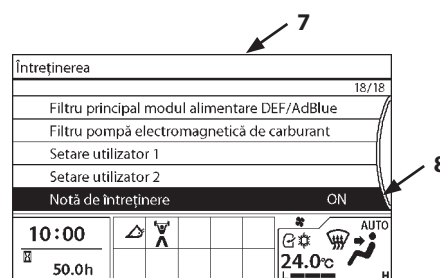 7
Întreținerea
18/18
Filtru principal modul alimentare DEF/AdBlue
Filtru pompă electromagnetică de carburant
Setare utilizator 1
Setare utilizator 2
Notă de întreținere ON
8
10:00
AUTO
50.0h
24.0°C
L H